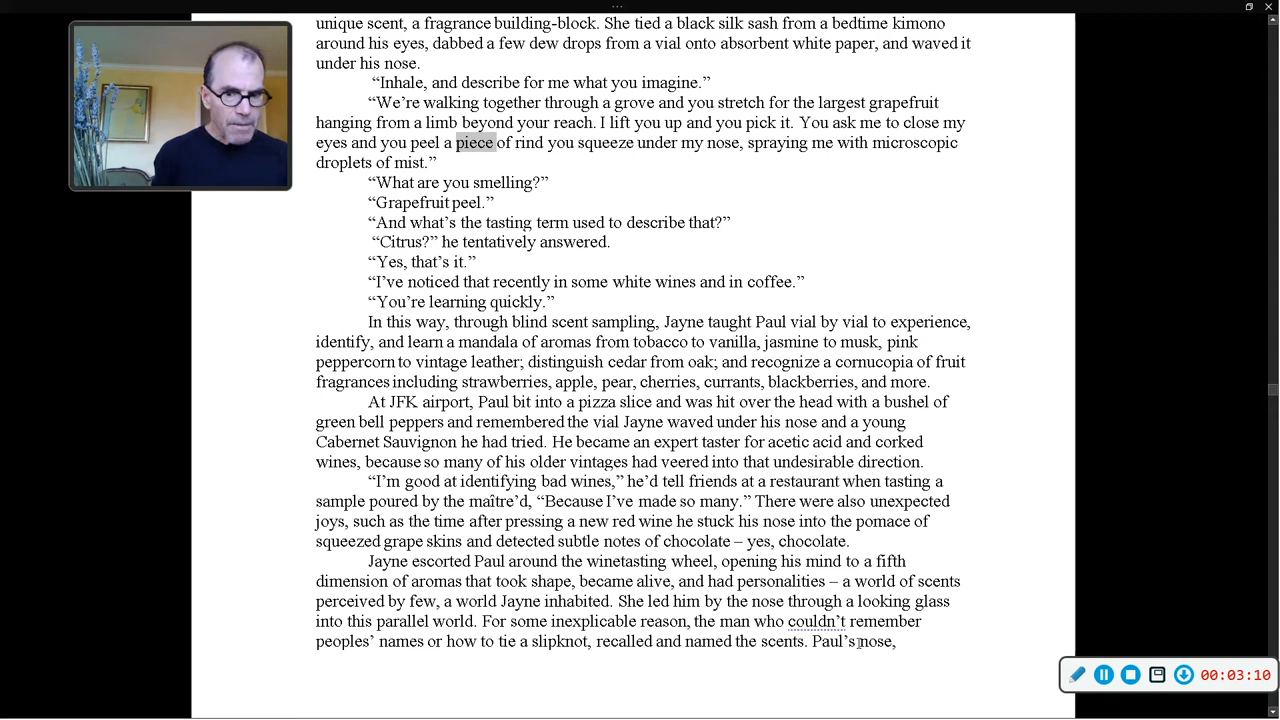 unique scent, a fragrance building-block. She tied a black silk sash from a bedtime kimono
around his eyes, dabbed a few dew drops from a vial onto absorbent white paper, and waved it
under his nose.
“Inhale, and describe for me what you imagine.”
“We’re walking together through a grove and you stretch for the largest grapefruit
hanging from a limb beyond your reach. I lift you up and you pick it. You ask me to close my
eyes and you peel a piece of rind you squeeze under my nose, spraying me with microscopic
droplets of mist.”
“What are you smelling?”
“Grapefruit peel.”
“And what’s the tasting term used to describe that?”
“Citrus?” he tentatively answered.
“Yes, that’s it.”
“I’ve noticed that recently in some white wines and in coffee.”
“You’re learning quickly.”
In this way, through blind scent sampling, Jayne taught Paul vial by vial to experience,
identify, and learn a mandala of aromas from tobacco to vanilla, jasmine to musk, pink
peppercorn to vintage leather; distinguish cedar from oak; and recognize a cornucopia of fruit
fragrances including strawberries, apple, pear, cherries, currants, blackberries, and more.
At JFK airport, Paul bit into a pizza slice and was hit over the head with a bushel of
green bell peppers and remembered the vial Jayne waved under his nose and a young
Cabernet Sauvignon he had tried. He became an expert taster for acetic acid and corked
wines, because so many of his older vintages had veered into that undesirable direction.
“I’m good at identifying bad wines,” he’d tell friends at a restaurant when tasting a
sample poured by the maître’d, “Because I’ve made so many.” There were also unexpected
joys, such as the time after pressing a new red wine he stuck his nose into the pomace of
squeezed grape skins and detected subtle notes of chocolate – yes, chocolate.
Jayne escorted Paul around the winetasting wheel, opening his mind to a fifth
dimension of aromas that took shape, became alive, and had personalities – a world of scents
perceived by few, a world Jayne inhabited. She led him by the nose through a looking glass
into this parallel world. For some inexplicable reason, the man who couldn’t remember
peoples’ names or how to tie a slipknot, recalled and named the scents. Paul’s nose,
00:03:10